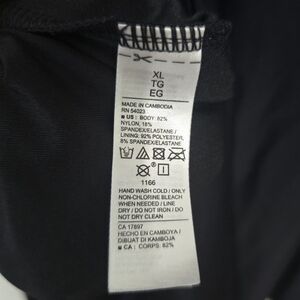 XL
TG
EG
MADE IN CAMBODIA
RN 54023
US: BODY: 82%
NYLON, 18%
SPANDEX/ELASTANE /
LINING: 92% POLYESTER,
8% SPANDEX/ELASTANE
1166
HAND WASH COLD / ONLY
NON-CHLORINE BLEACH
WHEN NEEDED / LINE
DRY / DO NOT IRON / DO
NOT DRY CLEAN
CA 17897
HECHO EN CAMBOYA /
DIBUAT DI KAMBOJA
CA: CORPS: 82%